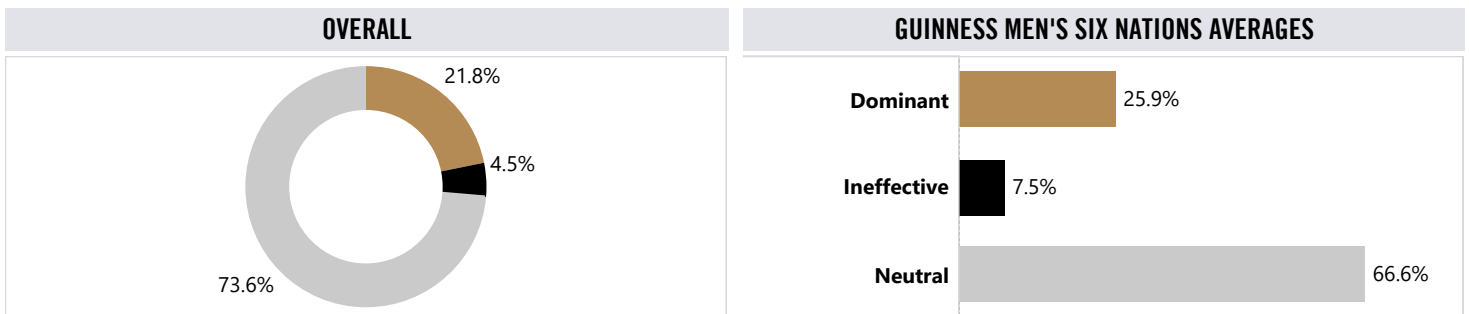 OVERALL
21.8%
4.5%
73.6%
GUINNESS MEN'S SIX NATIONS AVERAGES
Dominant 25.9%
Ineffective 7.5%
Neutral 66.6%